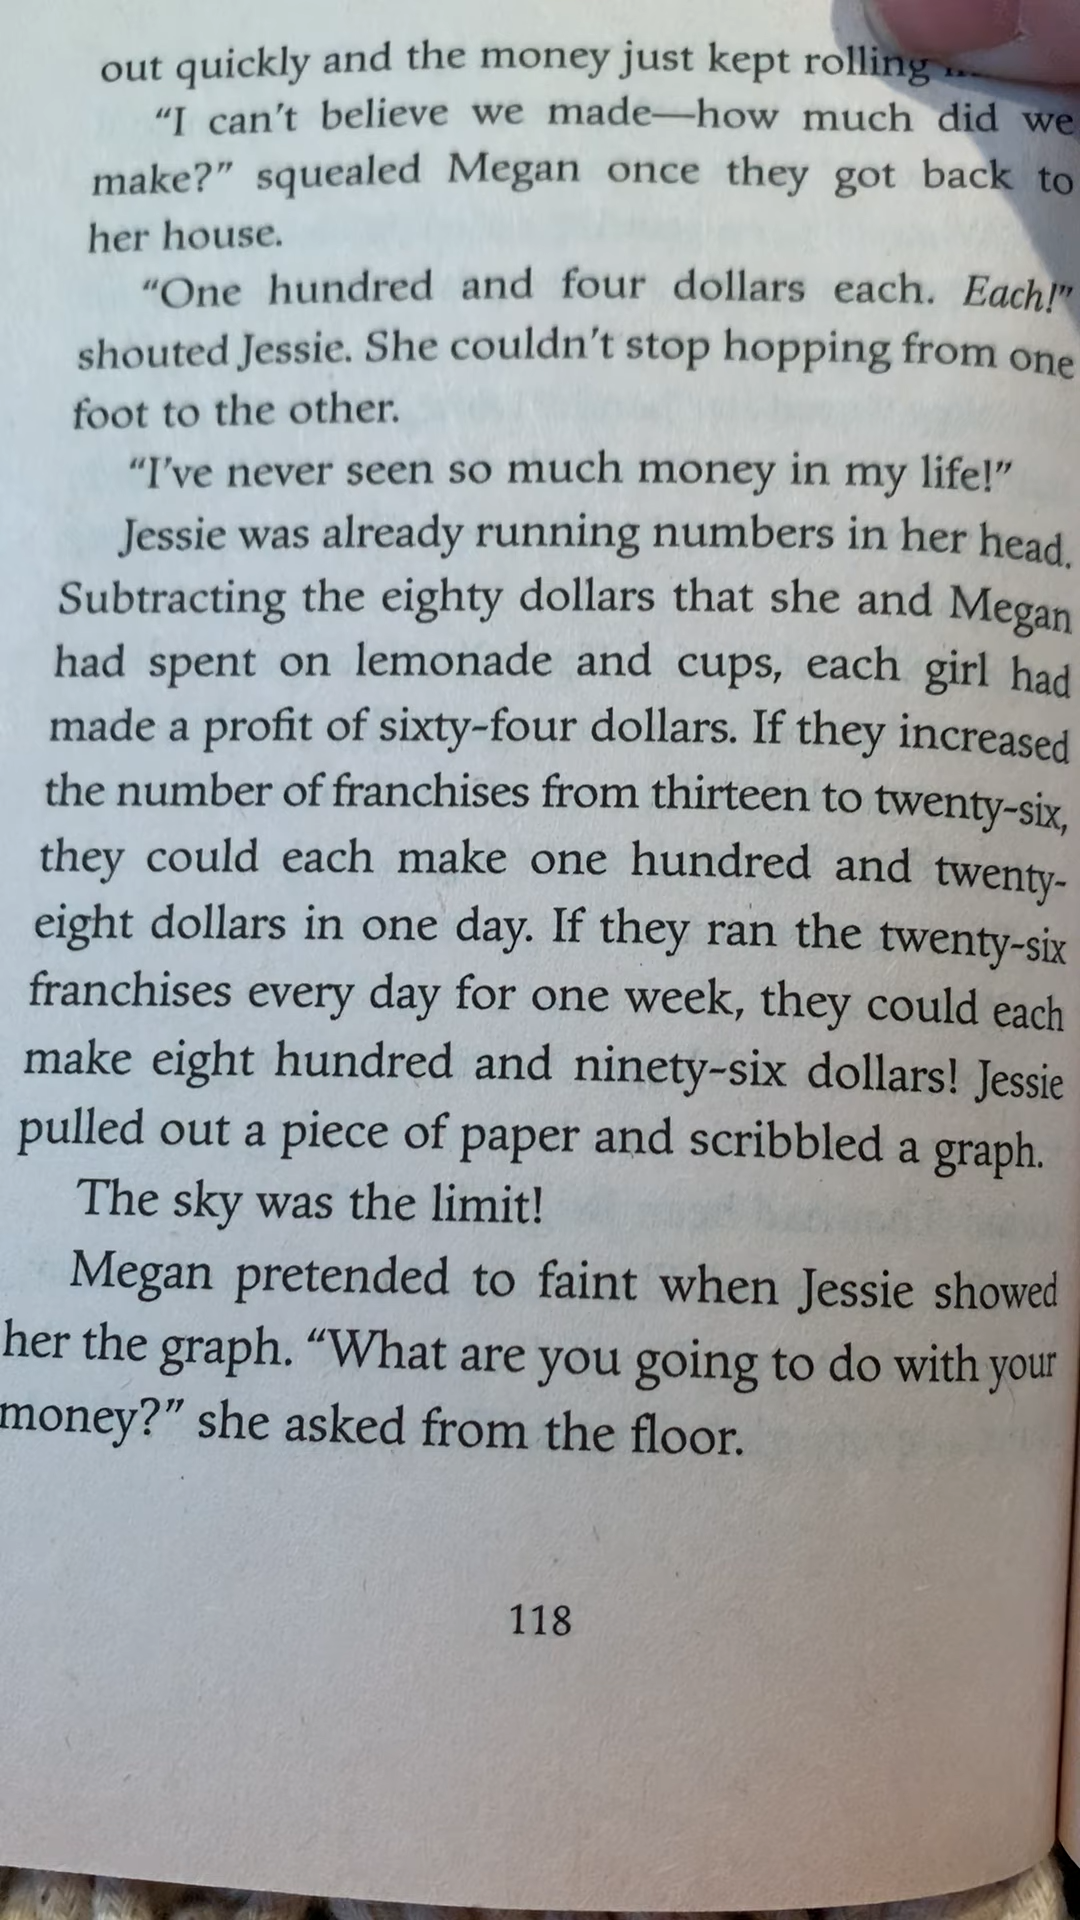 out quickly and the money just kept rolling
“I can’t believe we made—how much did we
make?” squealed Megan once they got back to
her house.
“One hundred and four dollars each. Each!”
shouted Jessie. She couldn’t stop hopping from one
foot to the other.
“I’ve never seen so much money in my life!”
Jessie was already running numbers in her head.
Subtracting the eighty dollars that she and Megan
had spent on lemonade and cups, each girl had
made a profit of sixty-four dollars. If they increased
the number of franchises from thirteen to twenty-six,
they could each make one hundred and twenty-
eight dollars in one day. If they ran the twenty-six
franchises every day for one week, they could each
make eight hundred and ninety-six dollars! Jessie
pulled out a piece of paper and scribbled a graph.
The sky was the limit!
Megan pretended to faint when Jessie showed
her the graph. “What are you going to do with your
money?” she asked from the floor.
118